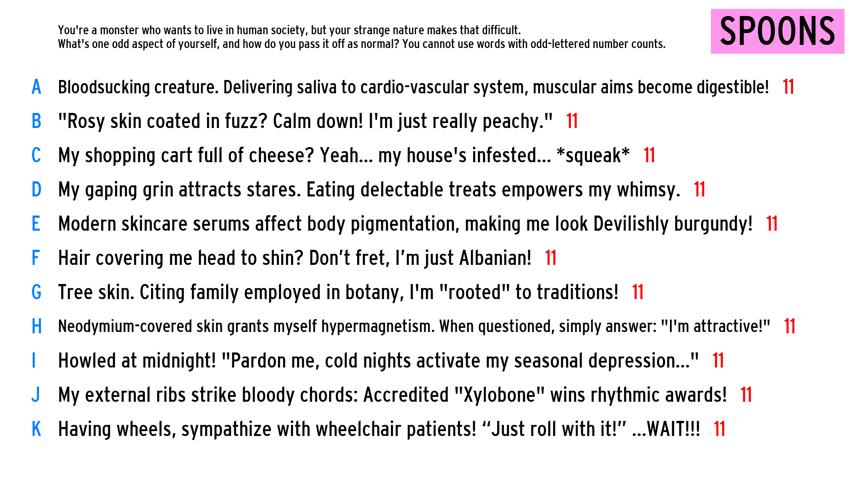 You're a monster who wants to live in human society, but your strange nature makes that difficult.
What's one odd aspect of yourself, and how do you pass it off as normal? You cannot use words with odd-lettered number counts.
SPOONS
A Bloodsucking creature. Delivering saliva to cardio-vascular system, muscular aims become digestible! 11
B "Rosy skin coated in fuzz? Calm down! I'm just really peachy." 11
C My shopping cart full of cheese? Yeah... my house's infested... *squeak* 11
D My gaping grin attracts stares. Eating delectable treats empowers my whimsy. 11
E Modern skincare serums affect body pigmentation, making me look Devilishly burgundy! 11
F Hair covering me head to shin? Don’t fret, I’m just Albanian! 11
G Tree skin. Citing family employed in botany, I'm "rooted" to traditions! 11
H Neodymium-covered skin grants myself hypermagnetism. When questioned, simply answer: "I'm attractive!" 11
I Howled at midnight! "Pardon me, cold nights activate my seasonal depression..." 11
J My external ribs strike bloody chords: Accredited "Xylobone" wins rhythmic awards! 11
K Having wheels, sympathize with wheelchair patients! “Just roll with it!” ...WAIT!!! 11